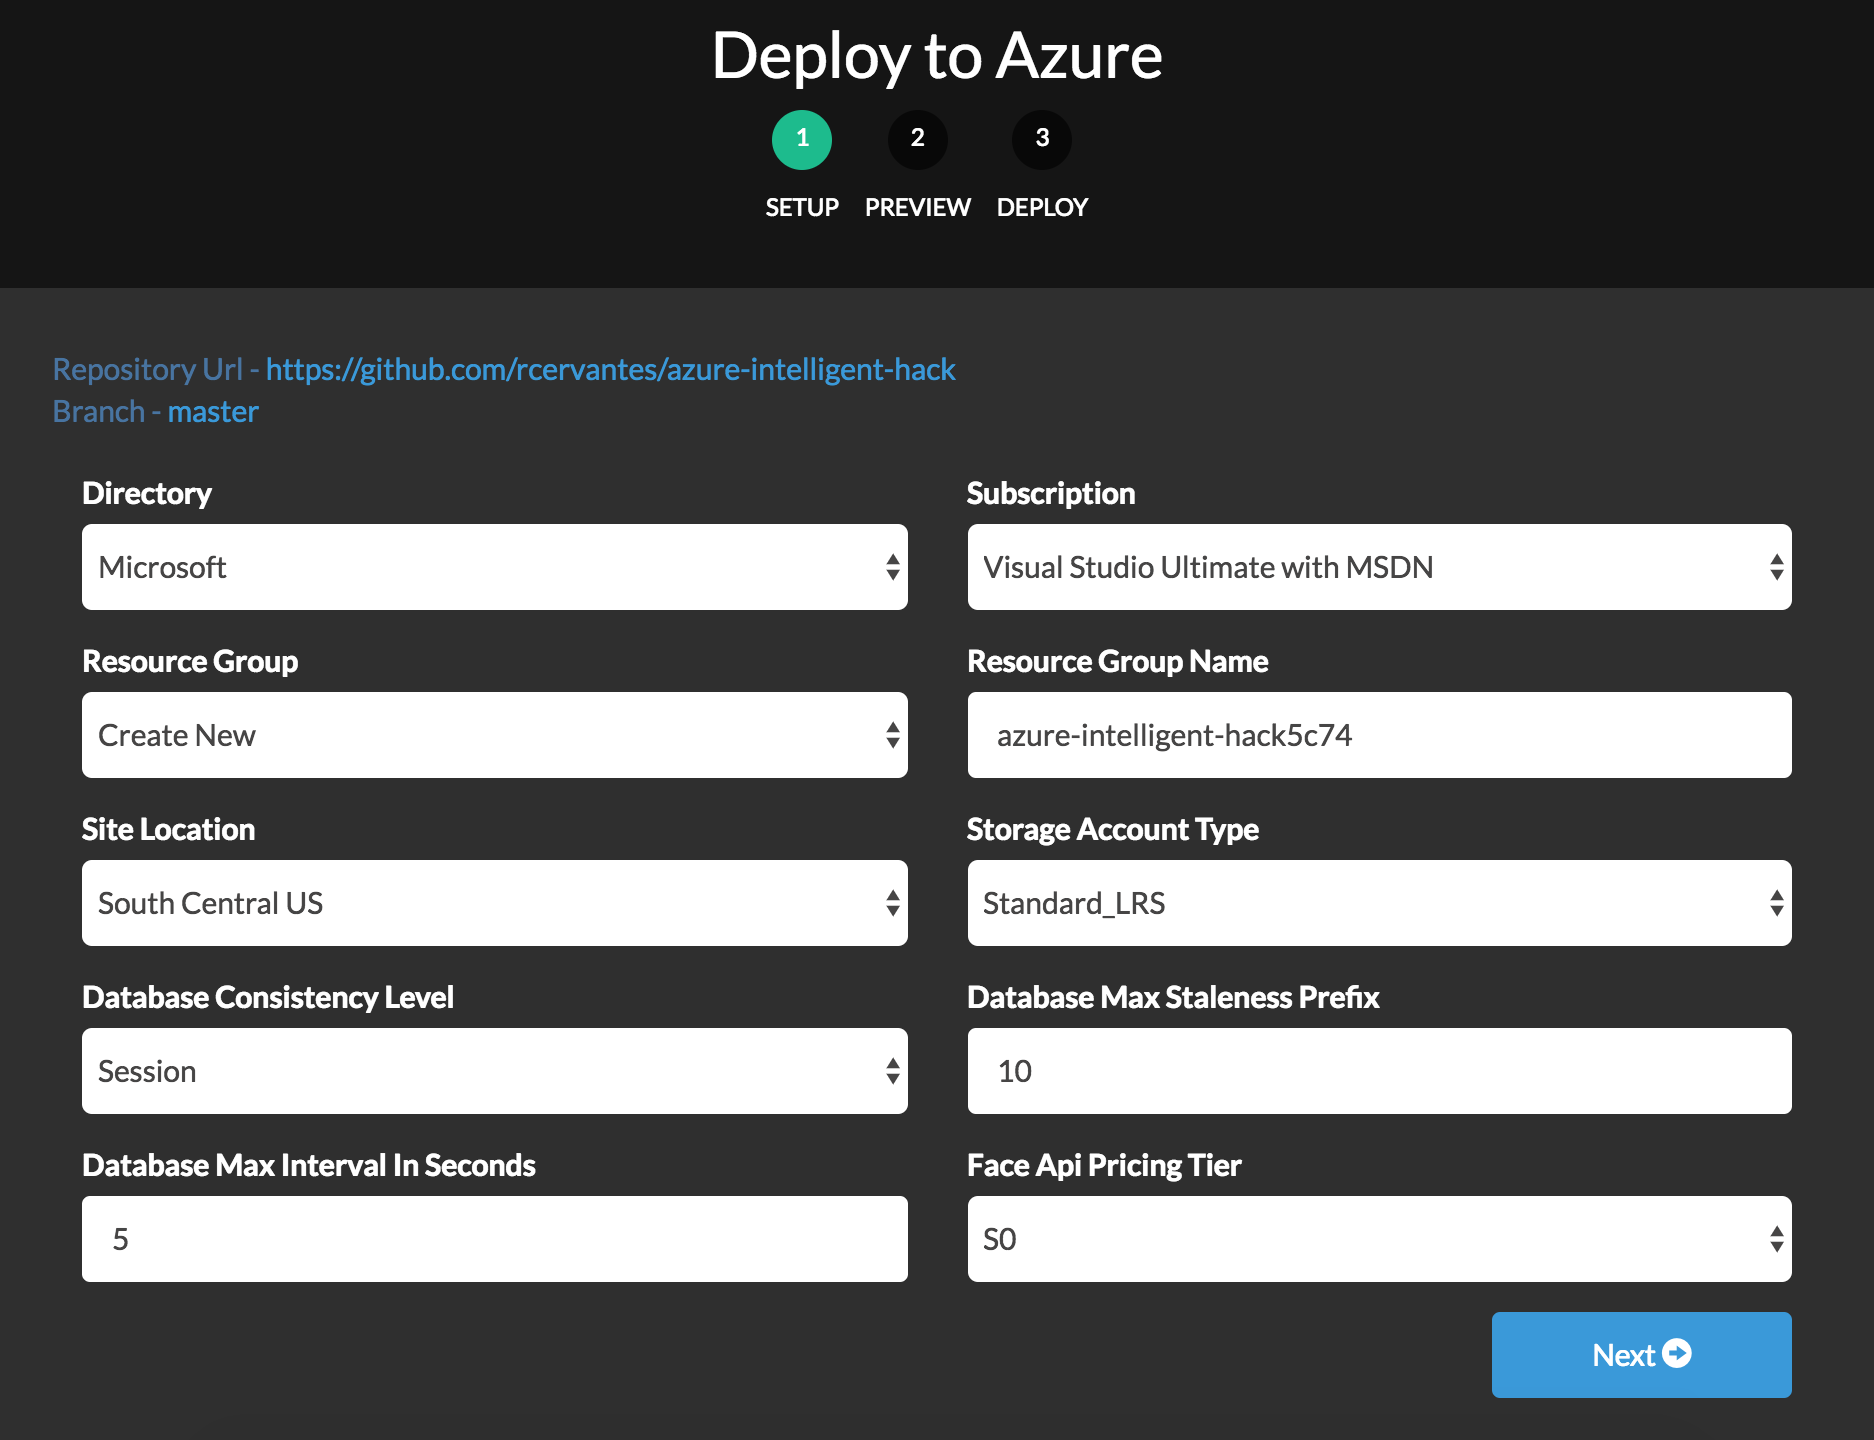 Deploy to Azure
1 2 3
SETUP PREVIEW DEPLOY
Repository Url - https://github.com/rcervantes/azure-intelligent-hack
Branch - master
Directory
Microsoft
Subscription
Visual Studio Ultimate with MSDN
Resource Group
Create New
Resource Group Name
azure-intelligent-hack5c74
Site Location
South Central US
Storage Account Type
Standard_LRS
Database Consistency Level
Session
Database Max Staleness Prefix
10
Database Max Interval In Seconds
5
Face Api Pricing Tier
S0
Next